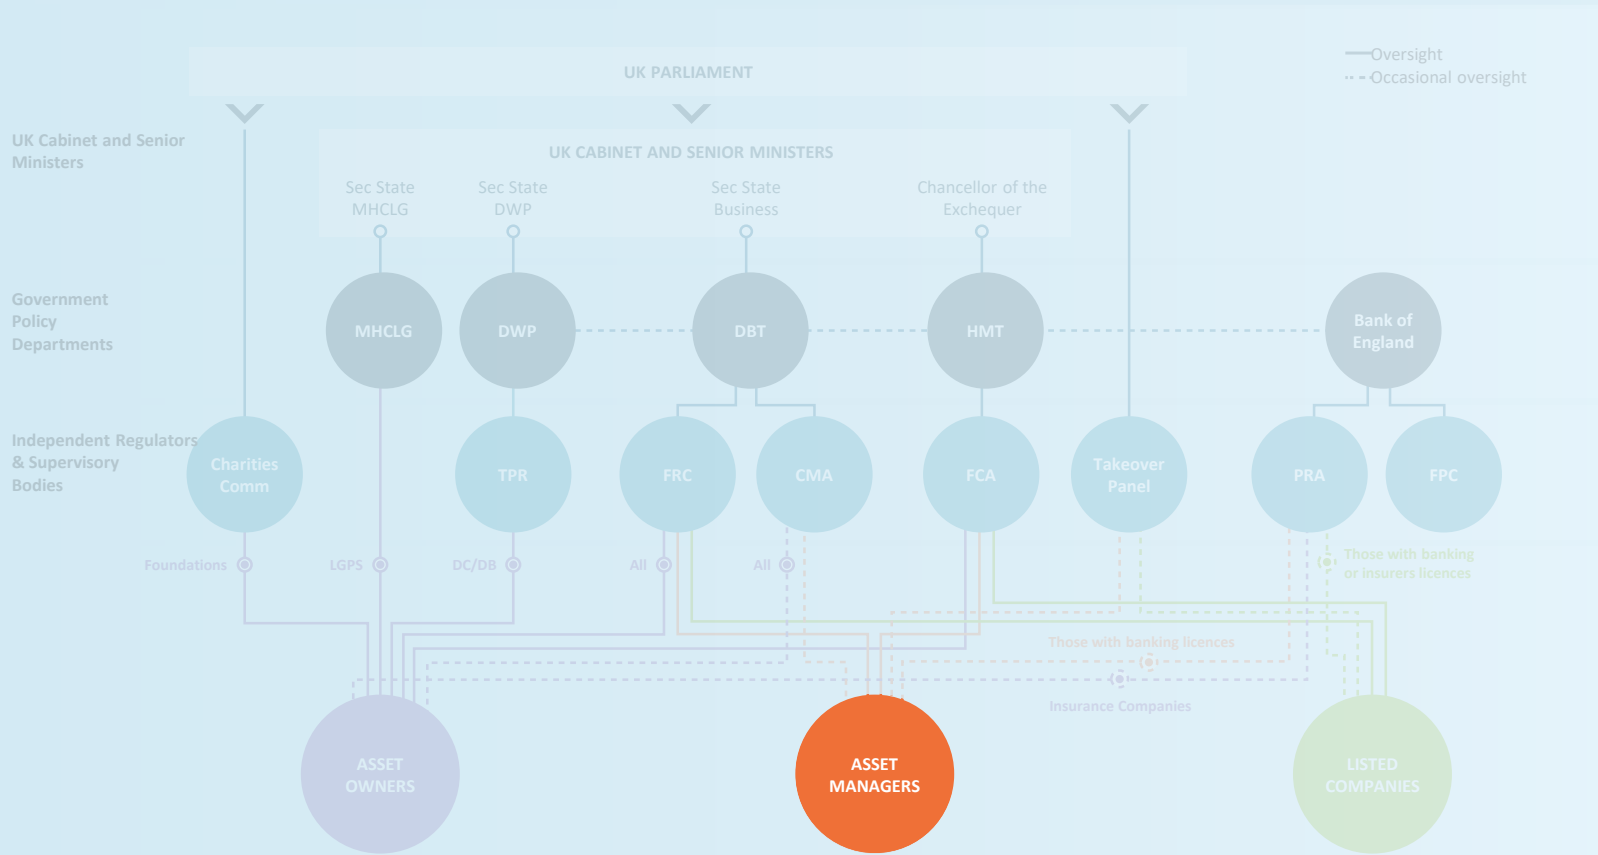 UK PARLIAMENT
Oversight
Occasional oversight
UK Cabinet and Senior
Ministers
UK CABINET AND SENIOR MINISTERS
Sec State
MHCLG
Sec State
DWP
Sec State
Business
Chancellor of the
Exchequer
Government
Policy
Departments
MHCLG
DWP
DBT
HMT
Bank of
England
Independent Regulators
& Supervisory
Bodies
Charities
Comm
TPR
FRC
CMA
FCA
Takeover
Panel
PRA
FPC
Foundations
LGPS
DC/DB
All
All
Those with banking
or insurers licences
Those with banking licences
Insurance Companies
ASSET
OWNERS
ASSET
MANAGERS
LISTED
COMPANIES